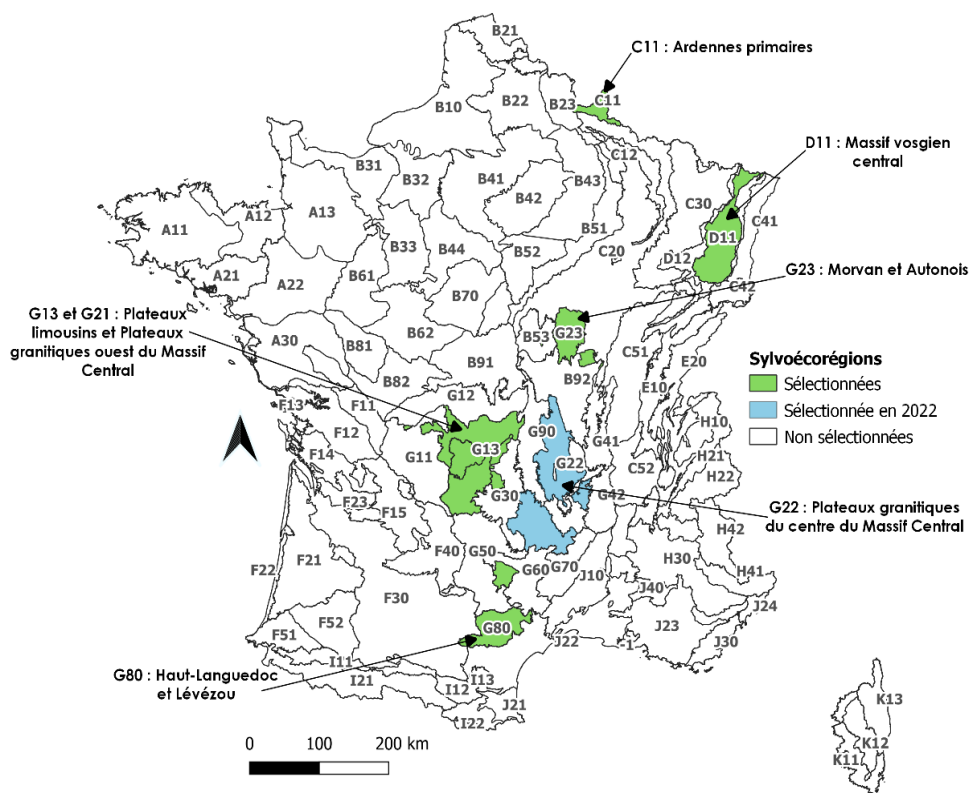 B21
C11 : Ardennes primaires
B10
B22
B23
C11
B31
B32
B41
B42
B43
C12
D11 : Massif vosgien
central
A11
A12
A13
C30
C41
D11
B33
B44
B51
B52
C20
D12
C42
A21
A22
B61
B70
G23 : Morvan et Autonois
G13 et G21 : Plateaux
limousins et Plateaux
granitiques ouest du Massif
Central
A30
B81
B62
B53
G23
C51
E20
B82
B91
B92
E10
Sylvoécorégions
Sélectionnées
Sélectionnée en 2022
Non sélectionnées
F13
F11
G12
G90
G41
H10
F12
F14
G11
G13
G22
C52
H21
H22
F23
F15
G30
G42
G22 : Plateaux granitiques
du centre du Massif Central
H42
F22
F21
F40
G50
G60
G70
J10
H30
H41
F30
J40
J24
F51
F52
G80
J22
1
J23
J30
G80 : Haut-Languedoc
et Lévézou
I11
I21
I12
I13
J21
I22
K13
K12
K11
0 100 200 km